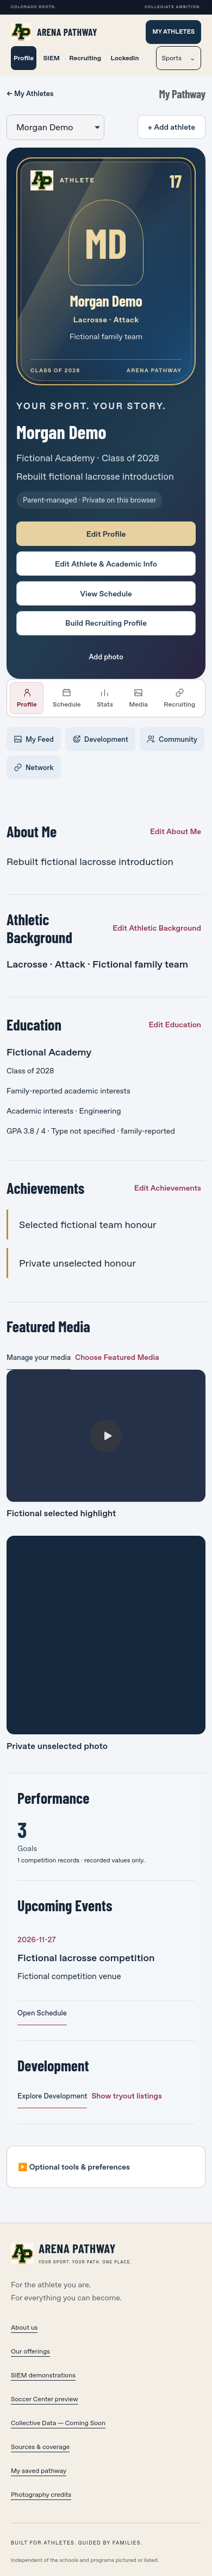 COLORADO ROOTS. COLLEGIATE AMBITION.
AP ARENA PATHWAY MY ATHLETES
Profile SIEM Recruiting LockedIn Sports
← My Athletes My Pathway
Morgan Demo + Add athlete
AP ATHLETE 17
MD
Morgan Demo
Lacrosse · Attack
Fictional family team
CLASS OF 2028 ARENA PATHWAY
YOUR SPORT. YOUR STORY.
Morgan Demo
Fictional Academy · Class of 2028
Rebuilt fictional lacrosse introduction
Parent-managed · Private on this browser
Edit Profile
Edit Athlete & Academic Info
View Schedule
Build Recruiting Profile
Add photo
Profile Schedule Stats Media Recruiting
My Feed Development Community
Network
About Me Edit About Me
Rebuilt fictional lacrosse introduction
Athletic
Background Edit Athletic Background
Lacrosse · Attack · Fictional family team
Education Edit Education
Fictional Academy
Class of 2028
Family-reported academic interests
Academic interests · Engineering
GPA 3.8 / 4 · Type not specified · family-reported
Achievements Edit Achievements
Selected fictional team honour
Private unselected honour
Featured Media
Manage your media Choose Featured Media
Fictional selected highlight
Private unselected photo
Performance
3
Goals
1 competition records · recorded values only.
Upcoming Events
2026-11-27
Fictional lacrosse competition
Fictional competition venue
Open Schedule
Development
Explore Development Show tryout listings
Optional tools & preferences
AP ARENA PATHWAY
YOUR SPORT. YOUR PATH. ONE PLACE.
For the athlete you are.
For everything you can become.
About us
Our offerings
SIEM demonstrations
Soccer Center preview
Collective Data — Coming Soon
Sources & coverage
My saved pathway
Photography credits
BUILT FOR ATHLETES. GUIDED BY FAMILIES.
Independent of the schools and programs pictured or listed.